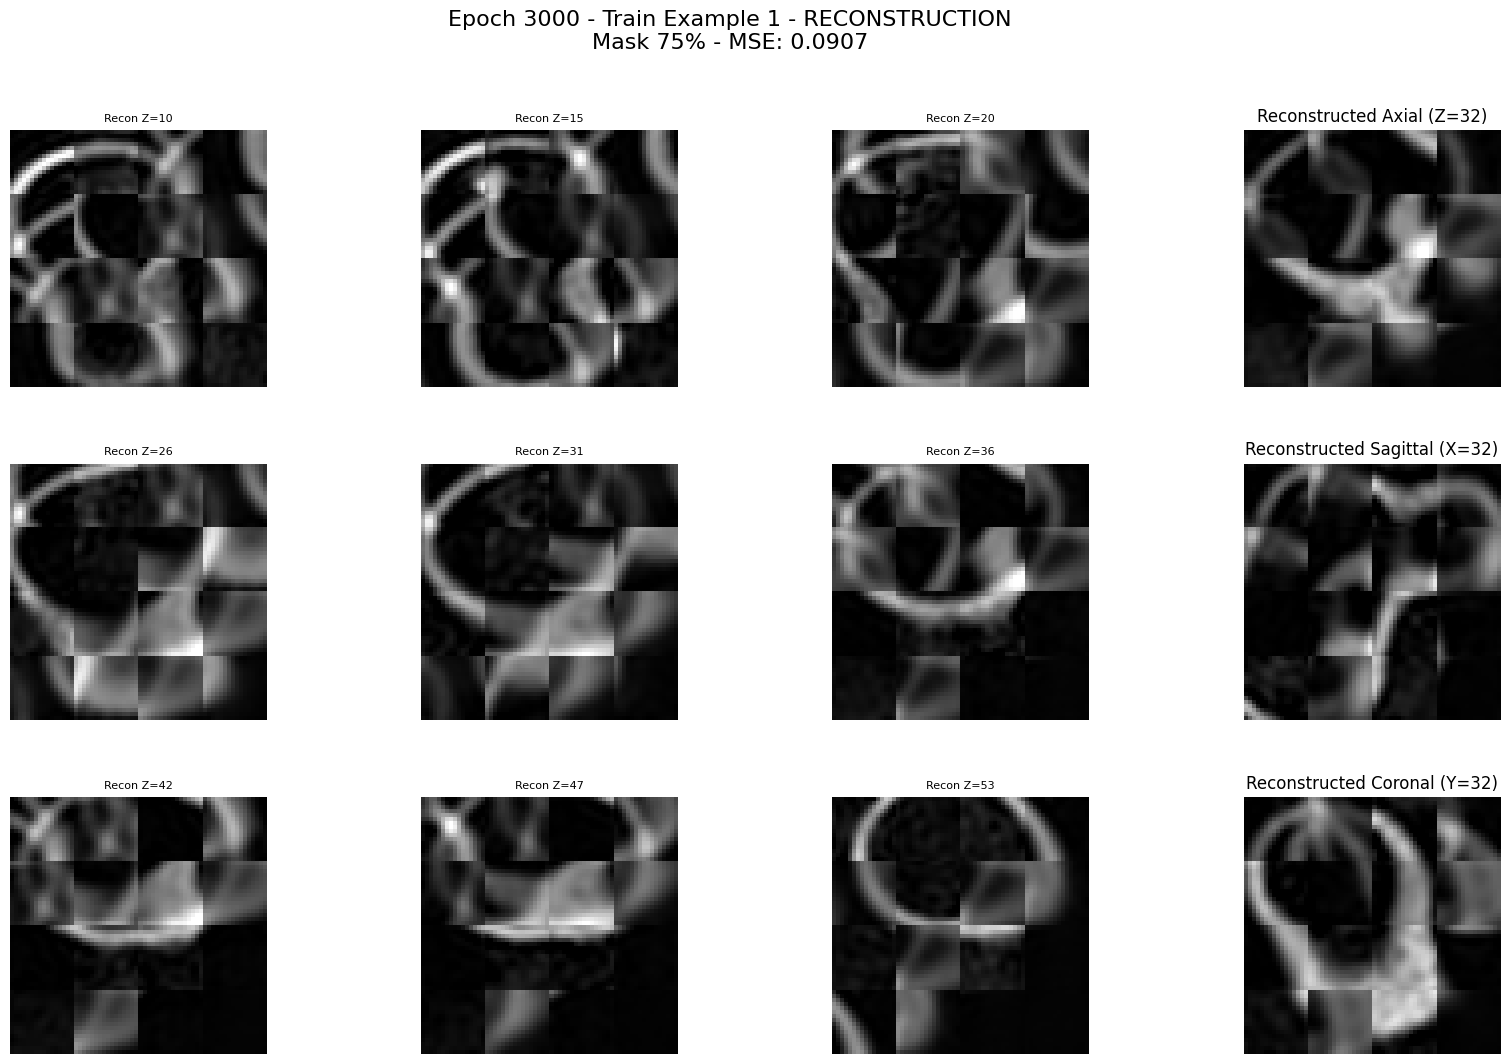 Epoch 3000 - Train Example 1 - RECONSTRUCTION
Mask 75% - MSE: 0.0907
Recon Z=10
Recon Z=15
Recon Z=20
Reconstructed Axial (Z=32)
Recon Z=26
Recon Z=31
Recon Z=36
Reconstructed Sagittal (X=32)
Recon Z=42
Recon Z=47
Recon Z=53
Reconstructed Coronal (Y=32)